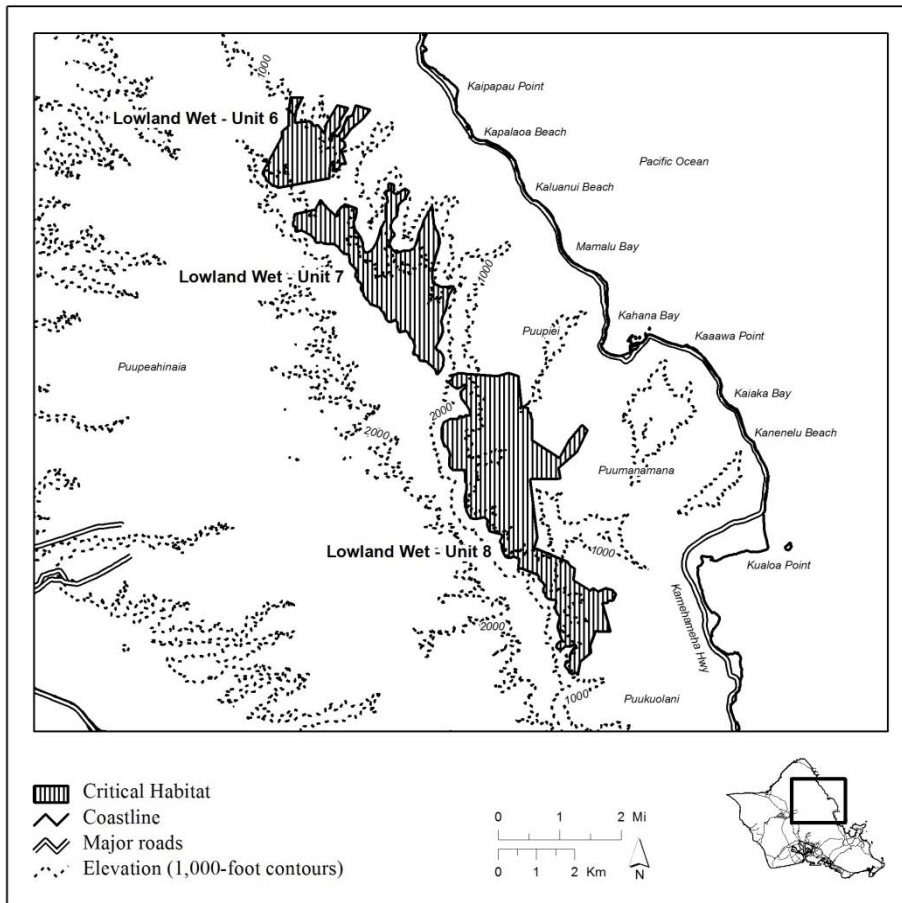 1000
Kaipapau Point
Lowland Wet - Unit 6
Kapalaoa Beach
Pacific Ocean
Kaluanui Beach
Mamalu Bay
1000
Lowland Wet - Unit 7
Kahana Bay
Puupiei
Kaaawa Point
Puupeahinaia
Kaiaka Bay
2000
Kanenelu Beach
2000
Puumanamana
Lowland Wet - Unit 8
1000
Kualoa Point
Kamehameha Hwy
2000
1000
Puukuolani
Critical Habitat
Coastline
Major roads
Elevation (1,000-foot contours)
0 1 2 Mi
0 1 2 Km
N